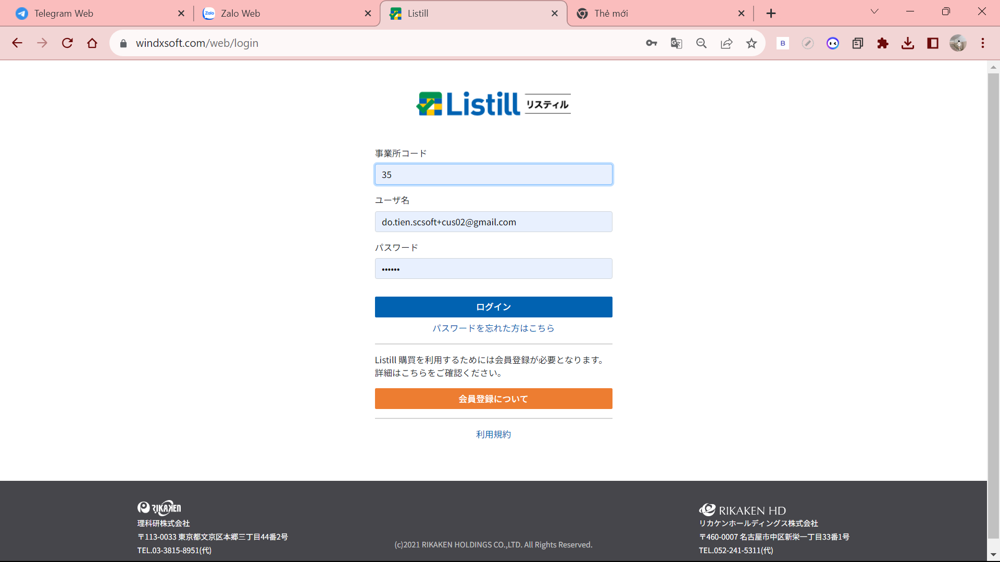 Telegram Web
Zalo Web
Listill
Thẻ mới
windxsoft.com/web/login
B
Listill リスティル
事業所コード
35
ユーザ名
do.tien.scsoft+cus02@gmail.com
パスワード
••••••
ログイン
パスワードを忘れた方はこちら
Listill 購買を利用するためには会員登録が必要となります。
詳細はこちらをご確認ください。
会員登録について
利用規約
RIKAKEN
理科研株式会社
〒113-0033 東京都文京区本郷三丁目44番2号
TEL.03-3815-8951(代)
(c)2021 RIKAKEN HOLDINGS CO.,LTD. All Rights Reserved.
RIKAKEN HD
リカケンホールディングス株式会社
〒460-0007 名古屋市中区新栄一丁目33番1号
TEL.052-241-5311(代)